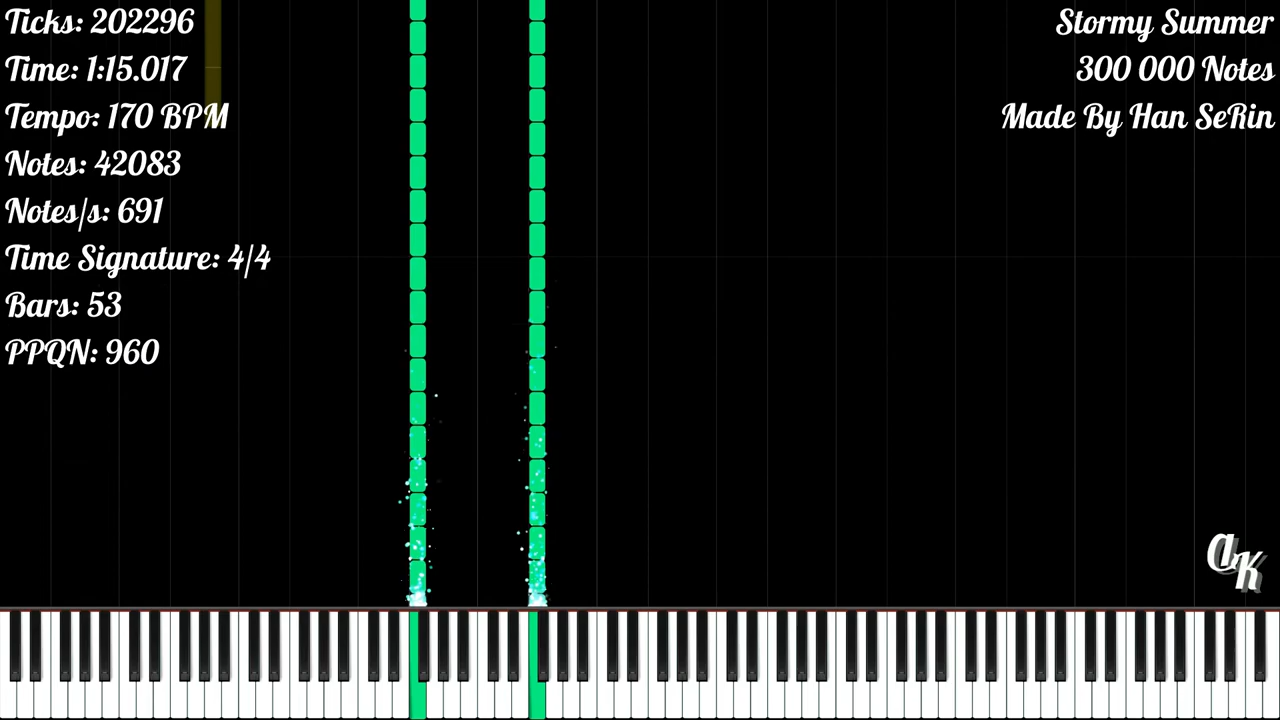 Ticks: 202296
Time: 1:15.017
Tempo: 170 BPM
Notes: 42083
Notes/s: 691
Time Signature: 4/4
Bars: 53
PPQN: 960
Stormy Summer
300 000 Notes
Made By Han SeRin
aK